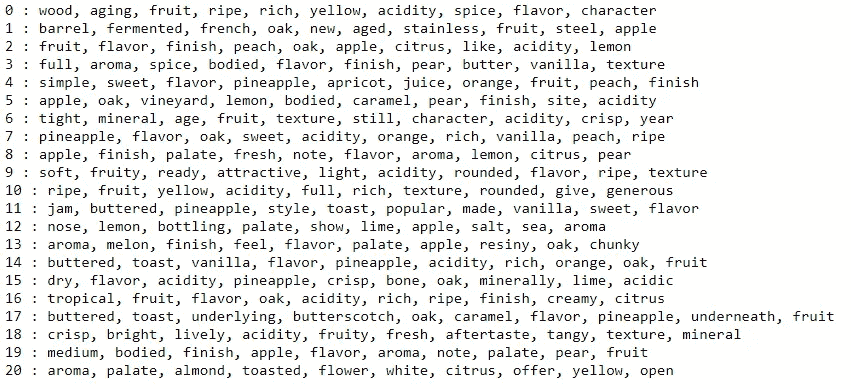 0 : wood, aging, fruit, ripe, rich, yellow, acidity, spice, flavor, character
1 : barrel, fermented, french, oak, new, aged, stainless, fruit, steel, apple
2 : fruit, flavor, finish, peach, oak, apple, citrus, like, acidity, lemon
3 : full, aroma, spice, bodied, flavor, finish, pear, butter, vanilla, texture
4 : simple, sweet, flavor, pineapple, apricot, juice, orange, fruit, peach, finish
5 : apple, oak, vineyard, lemon, bodied, caramel, pear, finish, site, acidity
6 : tight, mineral, age, fruit, texture, still, character, acidity, crisp, year
7 : pineapple, flavor, oak, sweet, acidity, orange, rich, vanilla, peach, ripe
8 : apple, finish, palate, fresh, note, flavor, aroma, lemon, citrus, pear
9 : soft, fruity, ready, attractive, light, acidity, rounded, flavor, ripe, texture
10 : ripe, fruit, yellow, acidity, full, rich, texture, rounded, give, generous
11 : jam, buttered, pineapple, style, toast, popular, made, vanilla, sweet, flavor
12 : nose, lemon, bottling, palate, show, lime, apple, salt, sea, aroma
13 : aroma, melon, finish, feel, flavor, palate, apple, resiny, oak, chunky
14 : buttered, toast, vanilla, flavor, pineapple, acidity, rich, orange, oak, fruit
15 : dry, flavor, acidity, pineapple, crisp, bone, oak, minerally, lime, acidic
16 : tropical, fruit, flavor, oak, acidity, rich, ripe, finish, creamy, citrus
17 : buttered, toast, underlying, butterscotch, oak, caramel, flavor, pineapple, underneath, fruit
18 : crisp, bright, lively, acidity, fruity, fresh, aftertaste, tangy, texture, mineral
19 : medium, bodied, finish, apple, flavor, aroma, note, palate, pear, fruit
20 : aroma, palate, almond, toasted, flower, white, citrus, offer, yellow, open